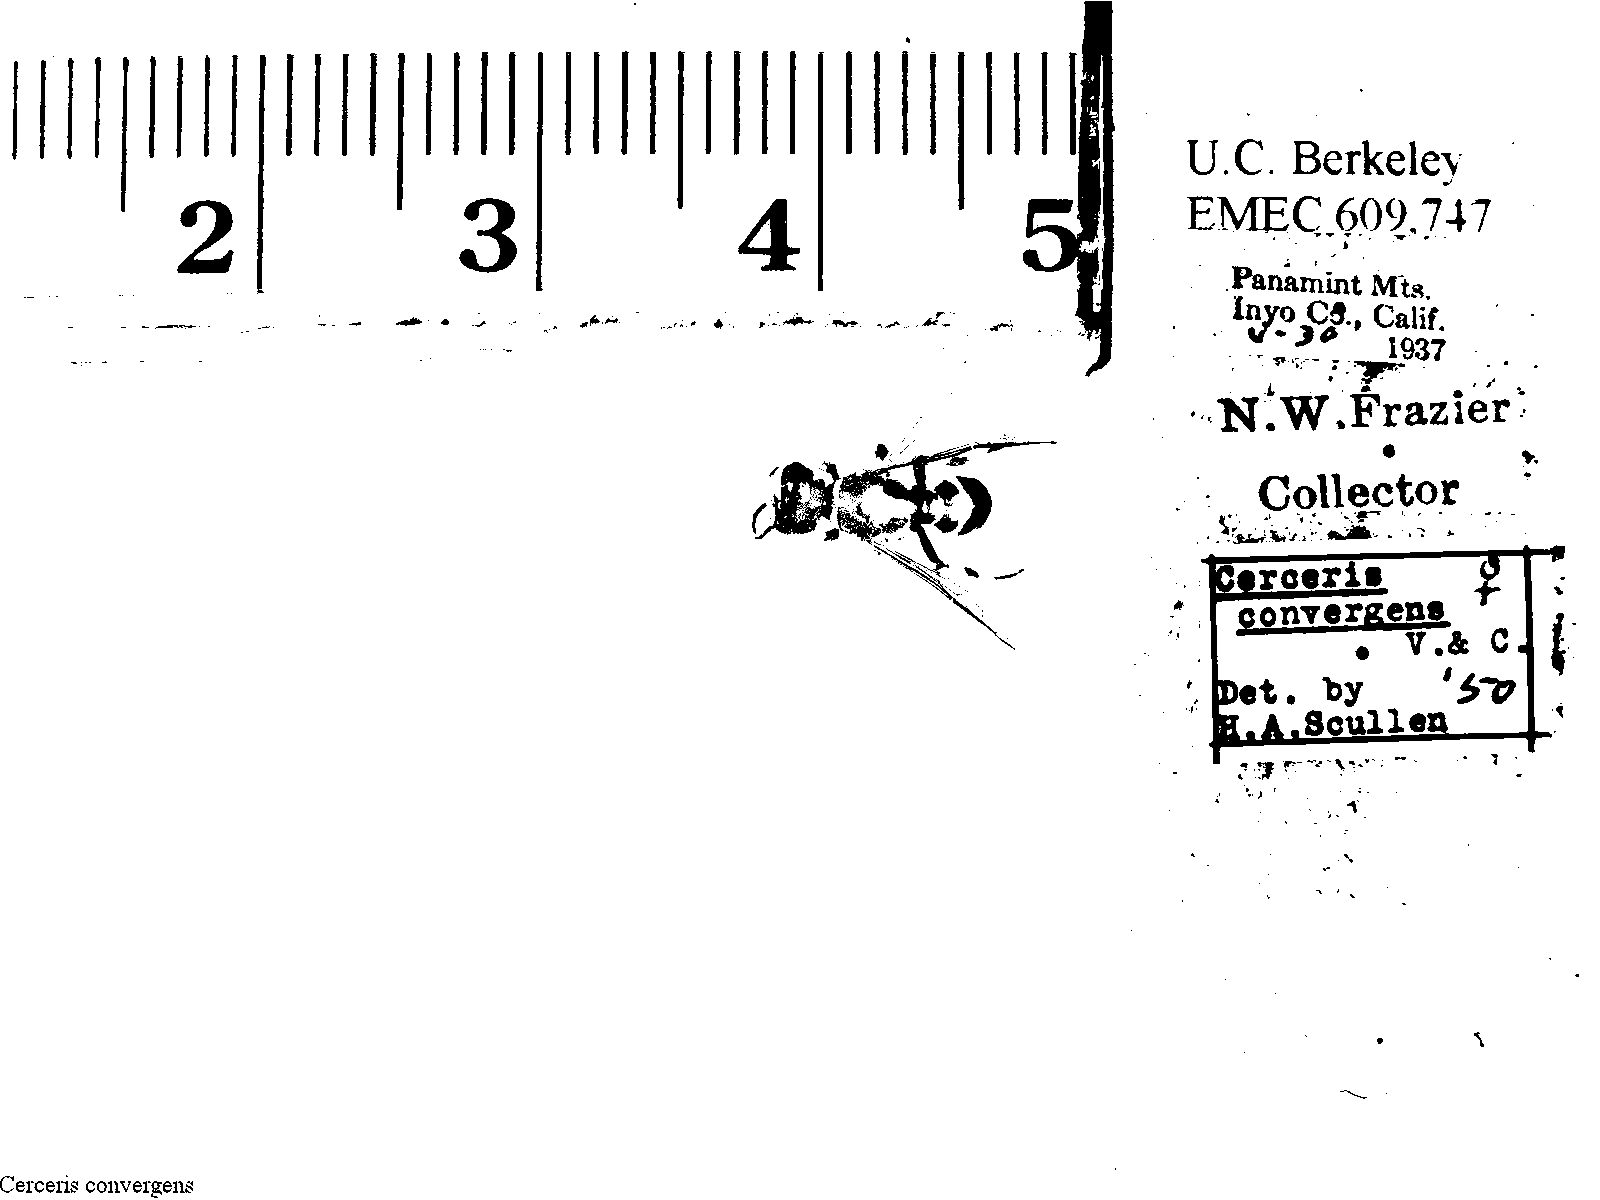 2 3 4 5
U.C. Berkeley
EMEC 609,747
Panamint Mts.
Inyo Co., Calif.
V-30 1937
N.W.Frazier
Collector
Cerceris ♀
convergens
V.& C.
Det. by '50
H.A.Scullen
Cerceris convergens